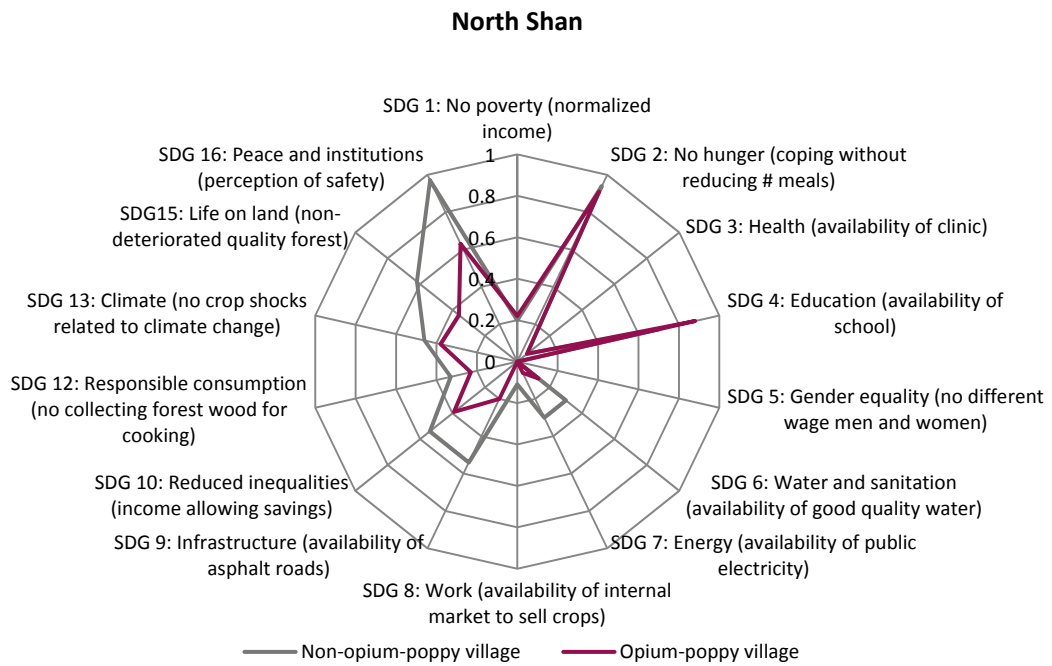 North Shan
SDG 1: No poverty (normalized
income)
SDG 16: Peace and institutions
(perception of safety)
SDG 2: No hunger (coping without
reducing # meals)
SDG15: Life on land (non-
deteriorated quality forest)
SDG 3: Health (availability of clinic)
SDG 13: Climate (no crop shocks
related to climate change)
SDG 4: Education (availability of
school)
SDG 12: Responsible consumption
(no collecting forest wood for
cooking)
SDG 5: Gender equality (no different
wage men and women)
SDG 10: Reduced inequalities
(income allowing savings)
SDG 6: Water and sanitation
(availability of good quality water)
SDG 9: Infrastructure (availability of
asphalt roads)
SDG 7: Energy (availability of public
electricity)
SDG 8: Work (availability of internal
market to sell crops)
1
0.8
0.6
0.4
0.2
0
Non-opium-poppy village
Opium-poppy village